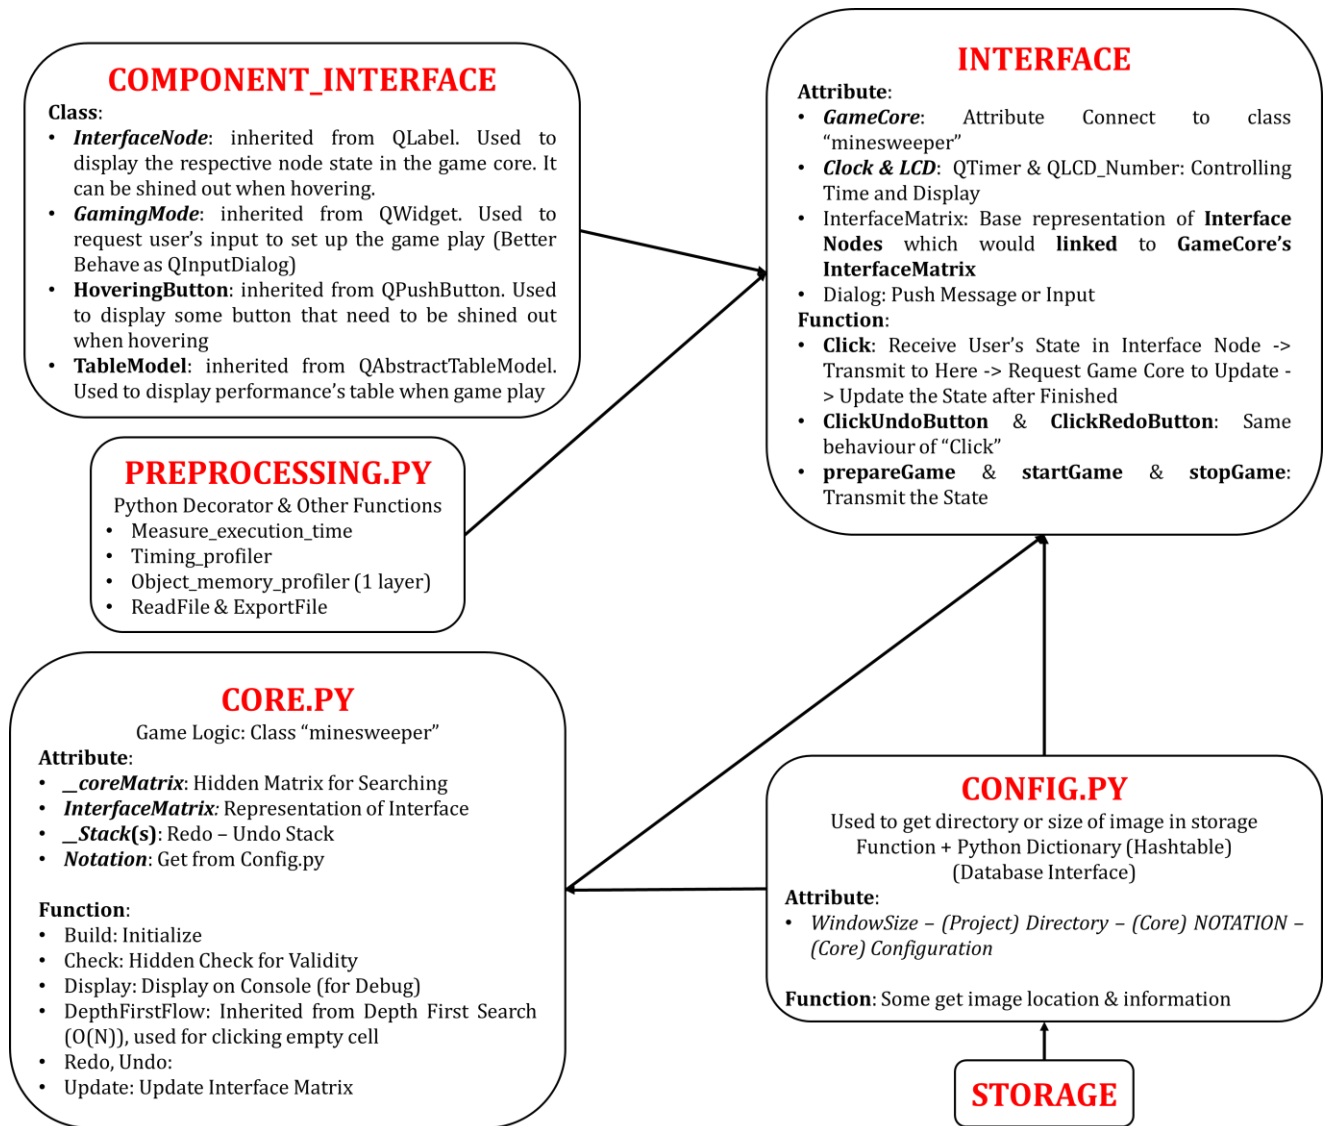 COMPONENT_INTERFACE
Class:
• InterfaceNode: inherited from QLabel. Used to
display the respective node state in the game core. It
can be shined out when hovering.
• GamingMode: inherited from QWidget. Used to
request user's input to set up the game play (Better
Behave as QInputDialog)
• HoveringButton: inherited from QPushButton. Used
to display some button that need to be shined out
when hovering
• TableModel: inherited from QAbstractTableModel.
Used to display performance's table when game play
PREPROCESSING.PY
Python Decorator & Other Functions
• Measure_execution_time
• Timing_profiler
• Object_memory_profiler (1 layer)
• ReadFile & ExportFile
INTERFACE
Attribute:
• GameCore: Attribute Connect to class
“minesweeper”
• Clock & LCD: QTimer & QLCD_Number: Controlling
Time and Display
• InterfaceMatrix: Base representation of Interface
Nodes which would linked to GameCore's
InterfaceMatrix
• Dialog: Push Message or Input
Function:
• Click: Receive User's State in Interface Node ->
Transmit to Here -> Request Game Core to Update -
> Update the State after Finished
• ClickUndoButton & ClickRedoButton: Same
behaviour of “Click”
• prepareGame & startGame & stopGame:
Transmit the State
CORE.PY
Game Logic: Class “minesweeper”
Attribute:
• __coreMatrix: Hidden Matrix for Searching
• InterfaceMatrix: Representation of Interface
• __Stack(s): Redo – Undo Stack
• Notation: Get from Config.py
Function:
• Build: Initialize
• Check: Hidden Check for Validity
• Display: Display on Console (for Debug)
• DepthFirstFlow: Inherited from Depth First Search
(O(N)), used for clicking empty cell
• Redo, Undo:
• Update: Update Interface Matrix
CONFIG.PY
Used to get directory or size of image in storage
Function + Python Dictionary (Hashtable)
(Database Interface)
Attribute:
• WindowSize – (Project) Directory – (Core) NOTATION –
(Core) Configuration
Function: Some get image location & information
STORAGE